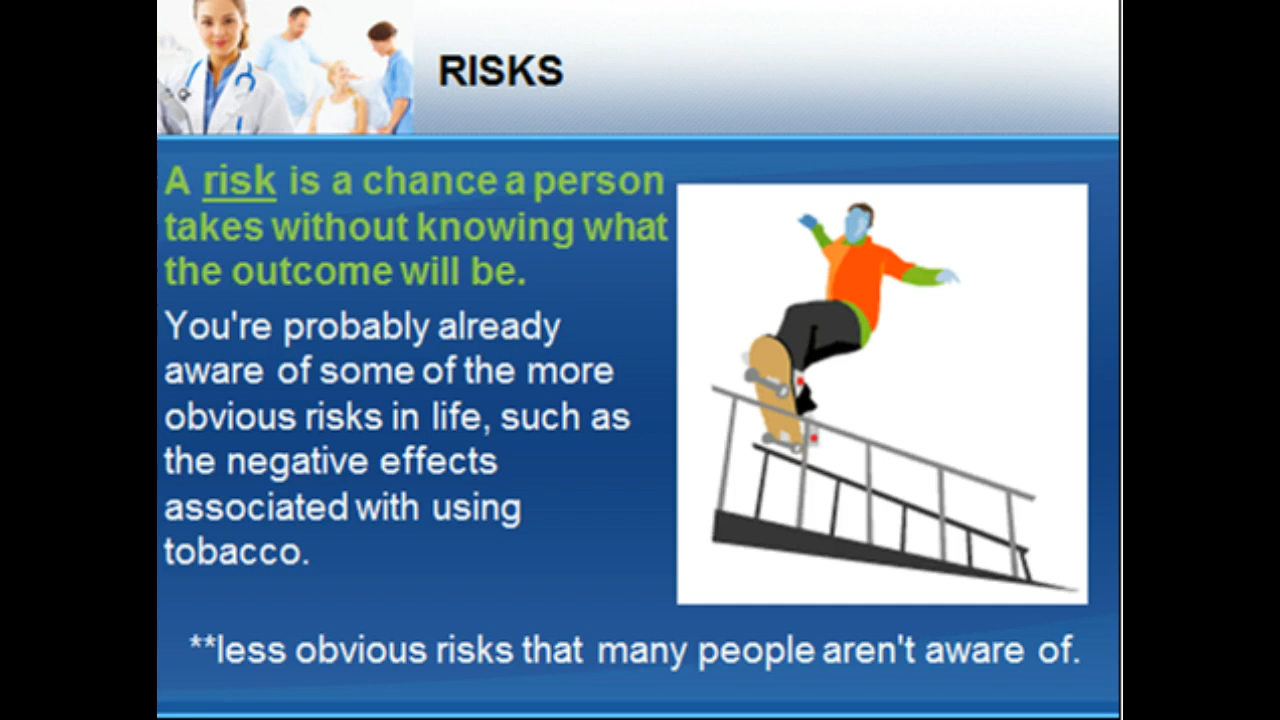 RISKS
A risk is a chance a person
takes without knowing what
the outcome will be.
You're probably already
aware of some of the more
obvious risks in life, such as
the negative effects
associated with using
tobacco.
**less obvious risks that many people aren't aware of.